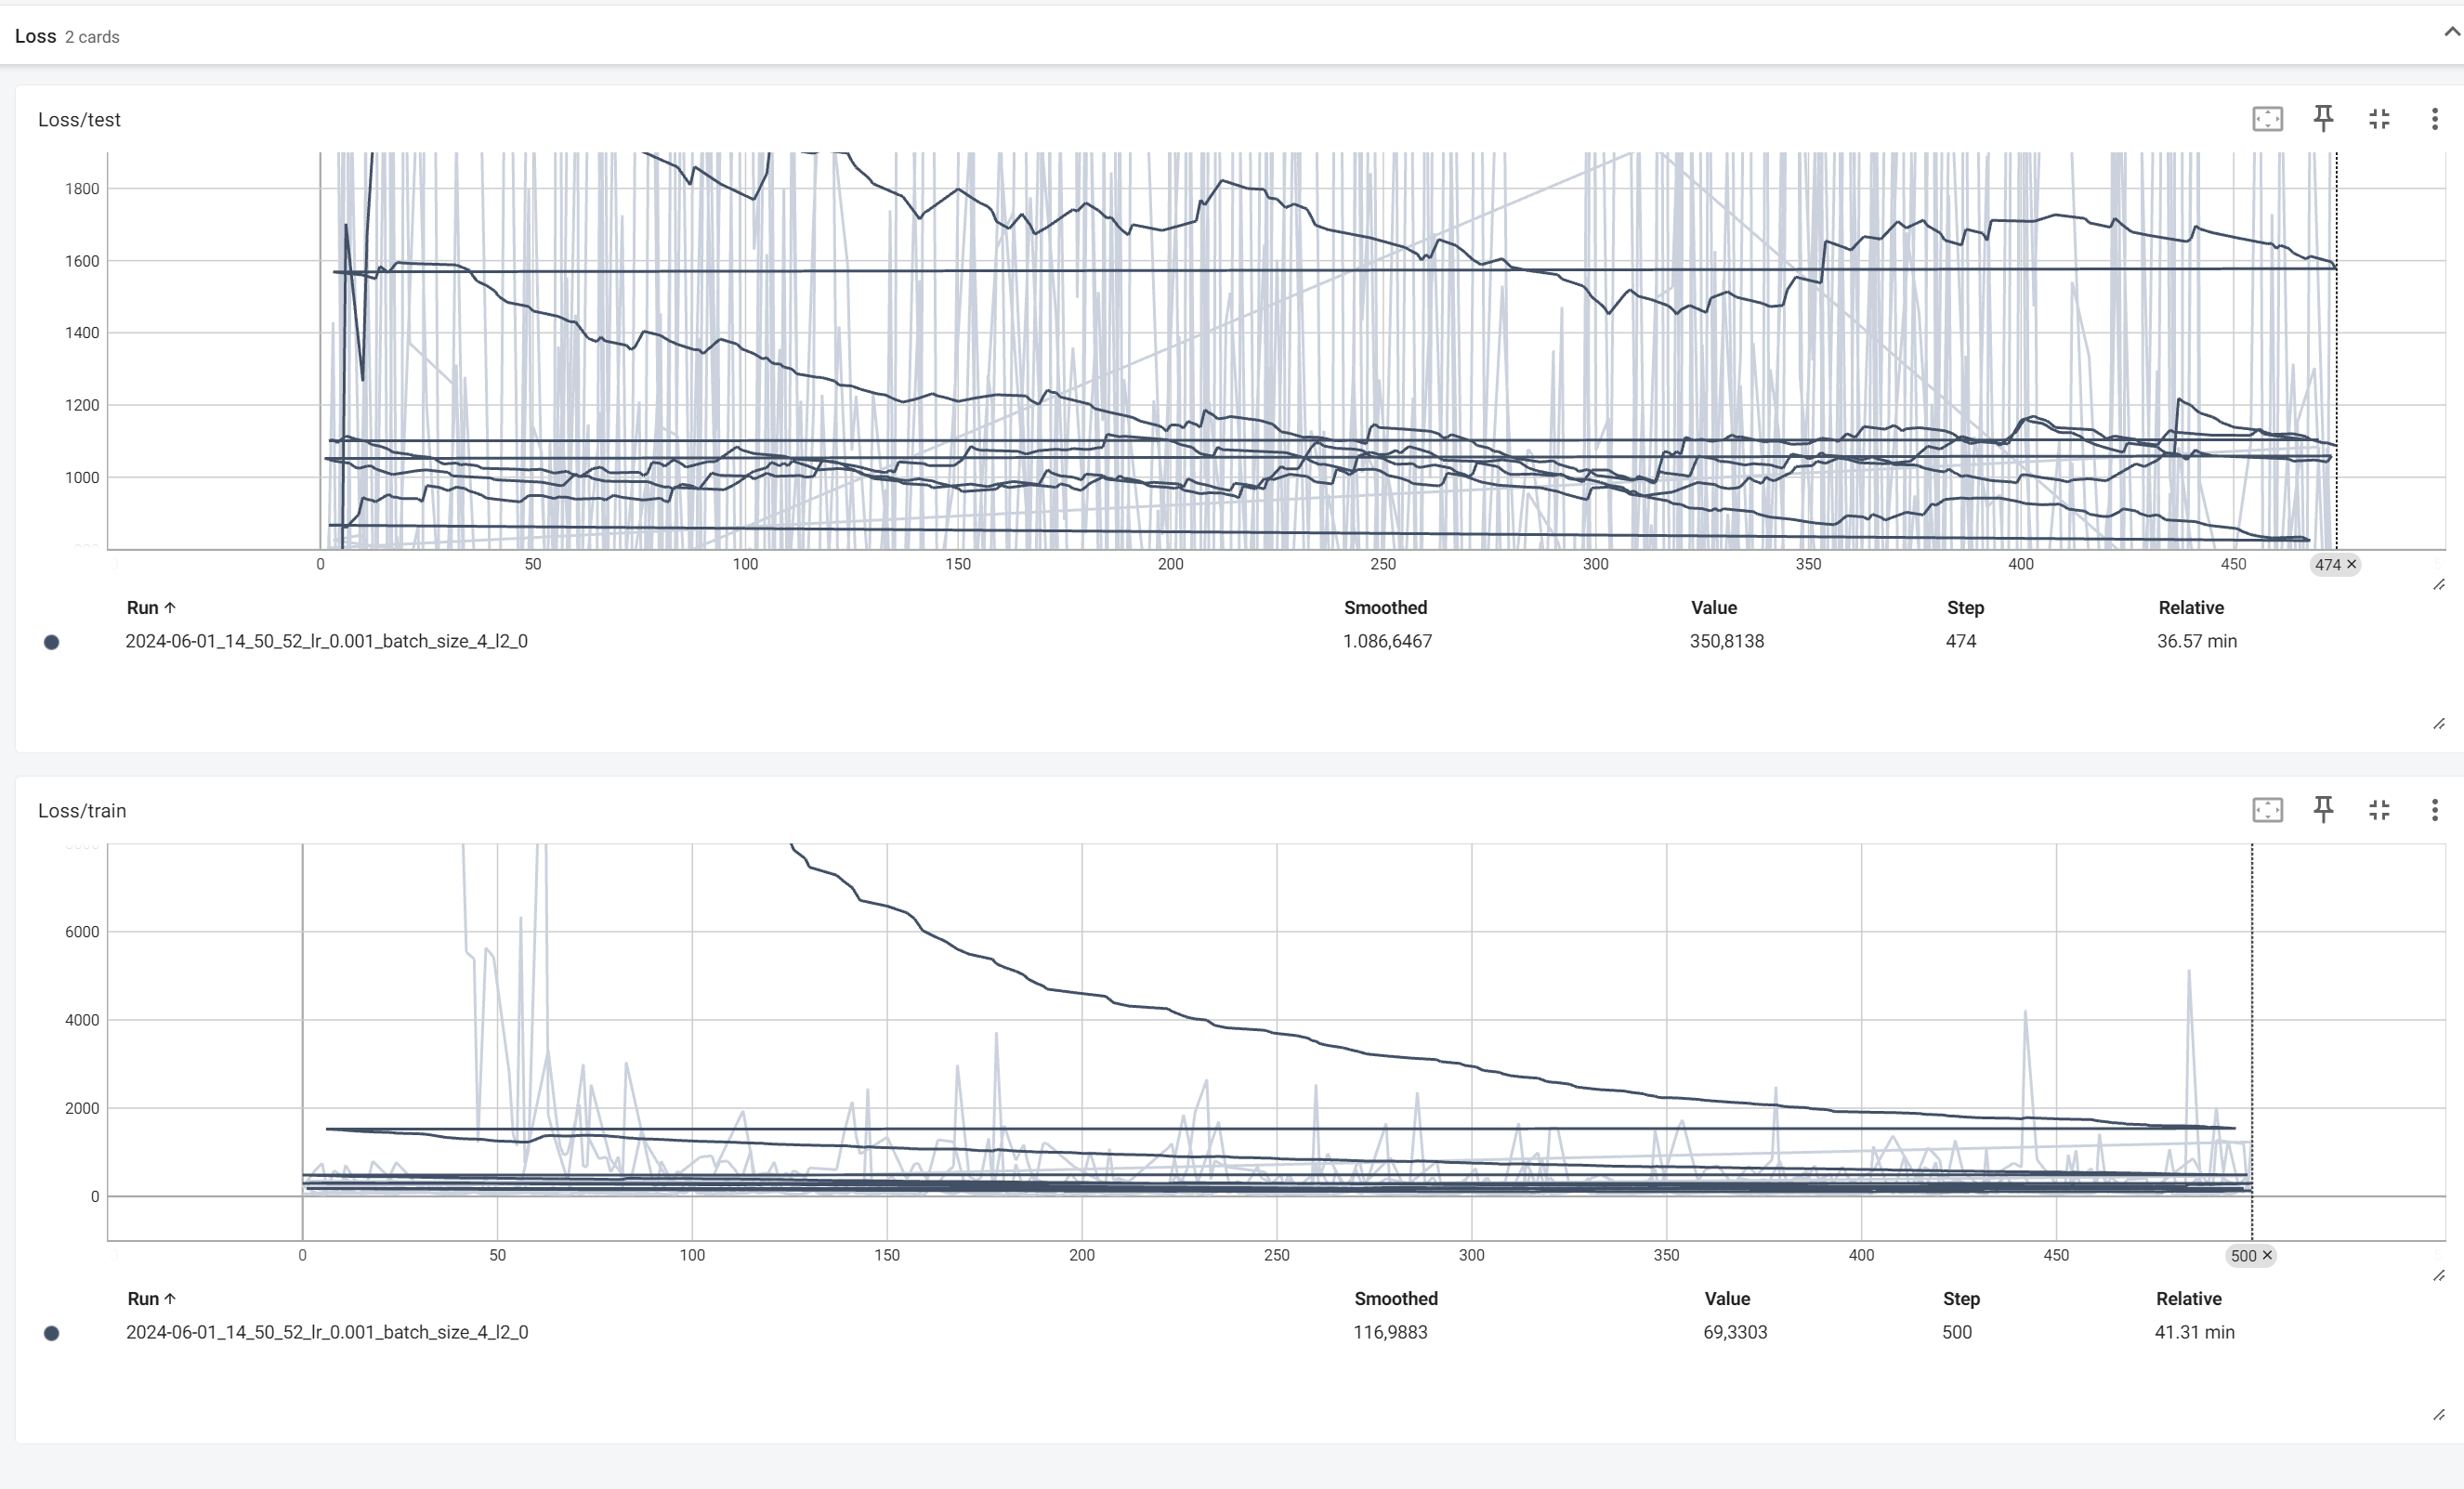 Loss 2 cards
Loss/test
1800
1600
1400
1200
1000
0 50 100 150 200 250 300 350 400 450 474 ×
Run ↑ Smoothed Value Step Relative
2024-06-01_14_50_52_lr_0.001_batch_size_4_l2_0 1.086,6467 350,8138 474 36.57 min
Loss/train
6000
4000
2000
0
0 50 100 150 200 250 300 350 400 450 500 ×
Run ↑ Smoothed Value Step Relative
2024-06-01_14_50_52_lr_0.001_batch_size_4_l2_0 116,9883 69,3303 500 41.31 min